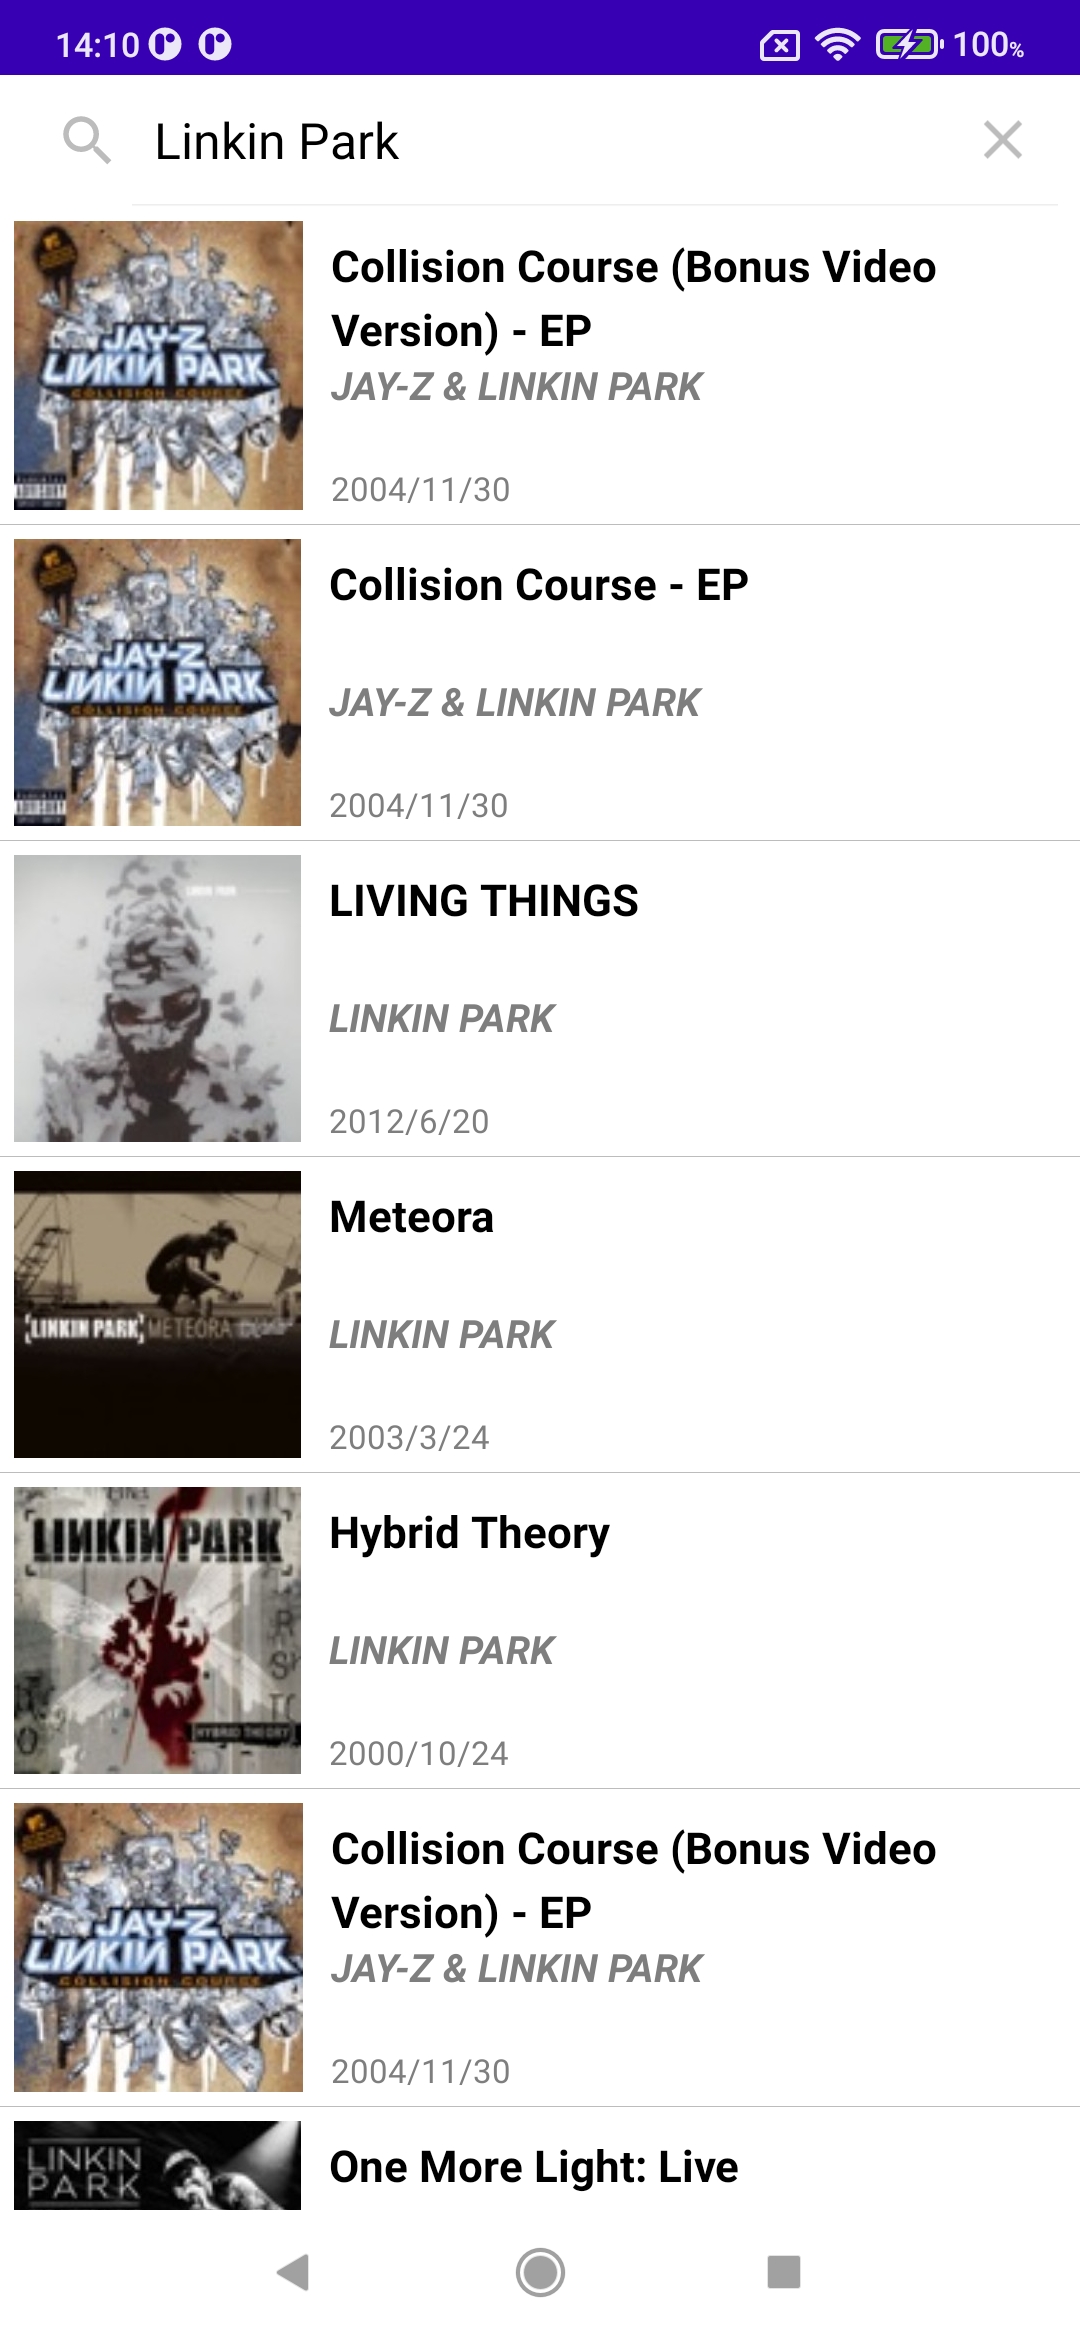 14:10
100%
Linkin Park
JAY-Z
LINKIN PARK
COLLISION COURSE
Collision Course (Bonus Video
Version) - EP
JAY-Z & LINKIN PARK
2004/11/30
JAY-Z
LINKIN PARK
COLLISION COURSE
Collision Course - EP
JAY-Z & LINKIN PARK
2004/11/30
LIVING THINGS
LINKIN PARK
2012/6/20
[LINKIN PARK] METEORA
Meteora
LINKIN PARK
2003/3/24
LINKIN PARK
HYBRID THEORY
Hybrid Theory
LINKIN PARK
2000/10/24
JAY-Z
LINKIN PARK
COLLISION COURSE
Collision Course (Bonus Video
Version) - EP
JAY-Z & LINKIN PARK
2004/11/30
LINKIN
PARK
One More Light: Live